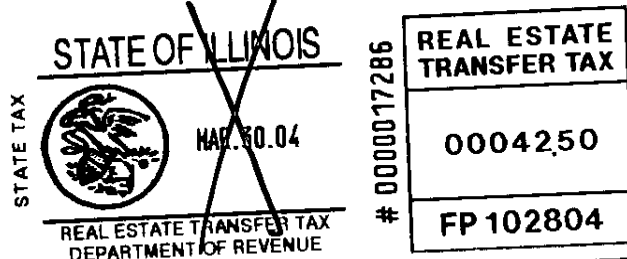 STATE TAX
STATE OF ILLINOIS
MAR.30.04
REAL ESTATE TRANSFER TAX
DEPARTMENT OF REVENUE
# 0000017286
REAL ESTATE
TRANSFER TAX
0004250
FP 102804